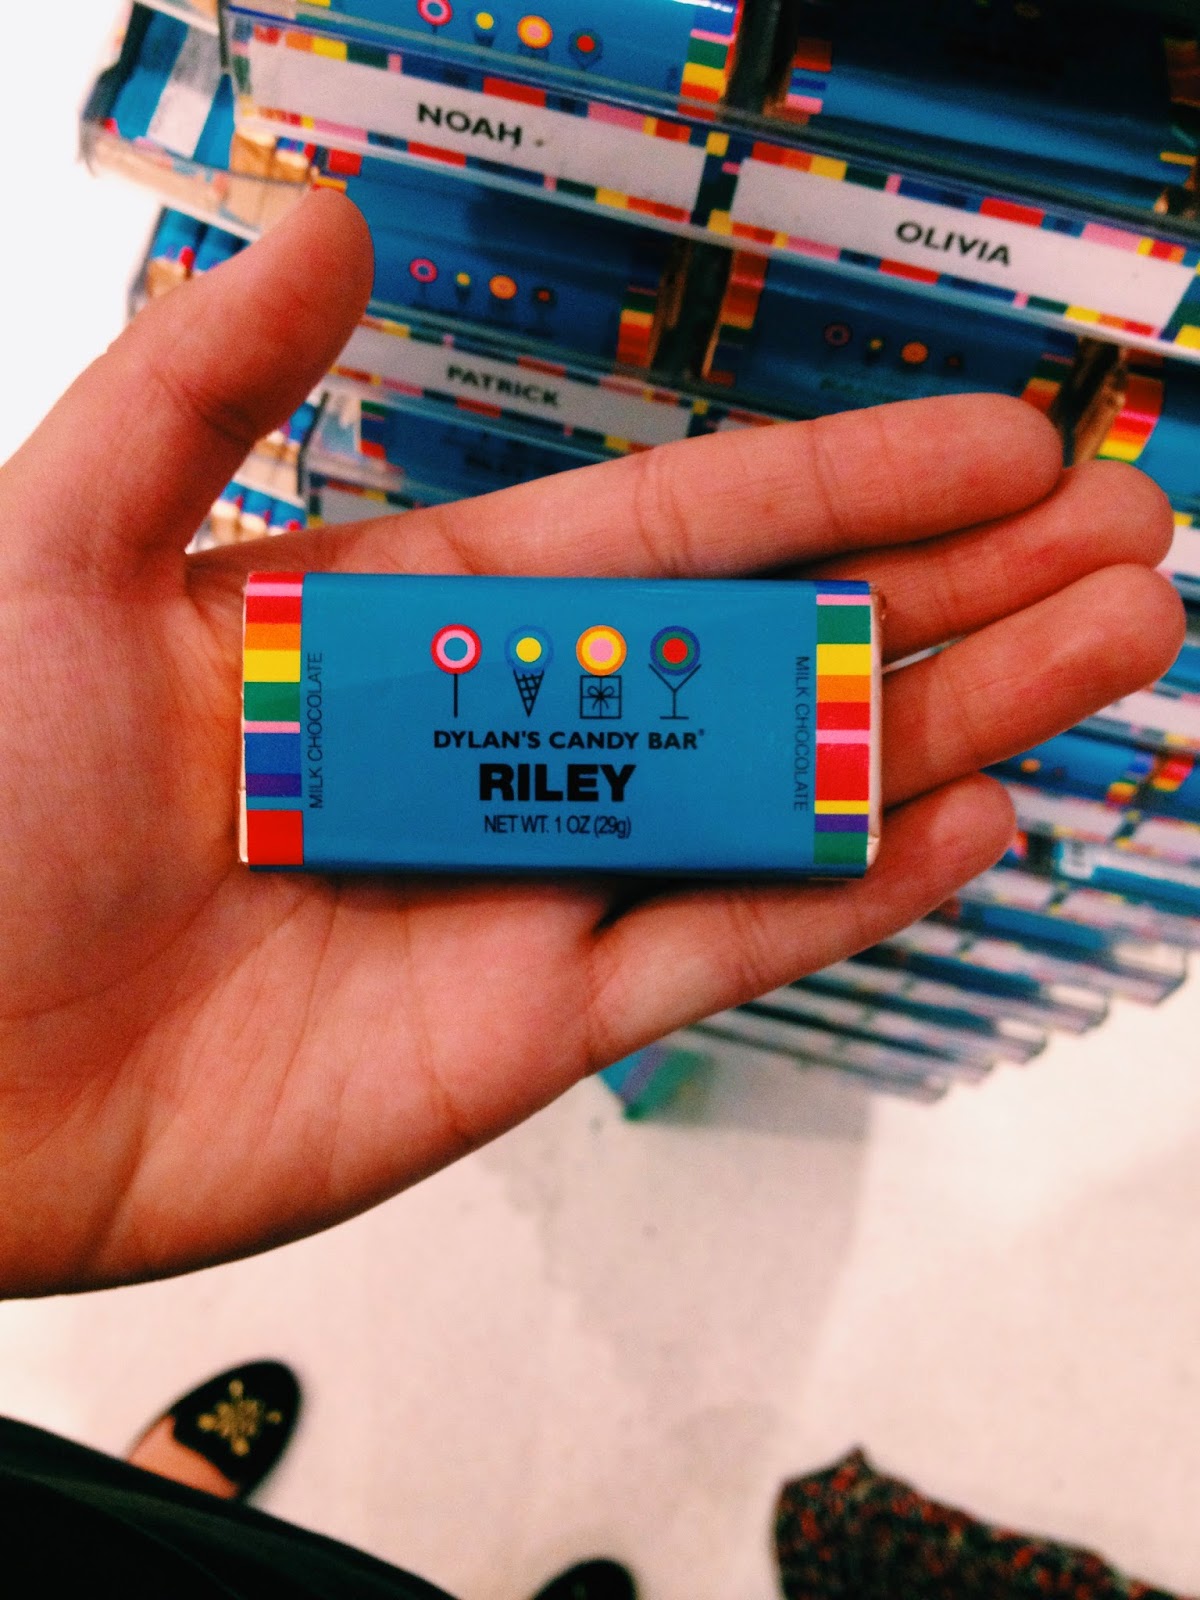 NOAH
OLIVIA
PATRICK
MILK CHOCOLATE
DYLAN'S CANDY BAR®
RILEY
NET WT. 1 OZ (29g)
MILK CHOCOLATE